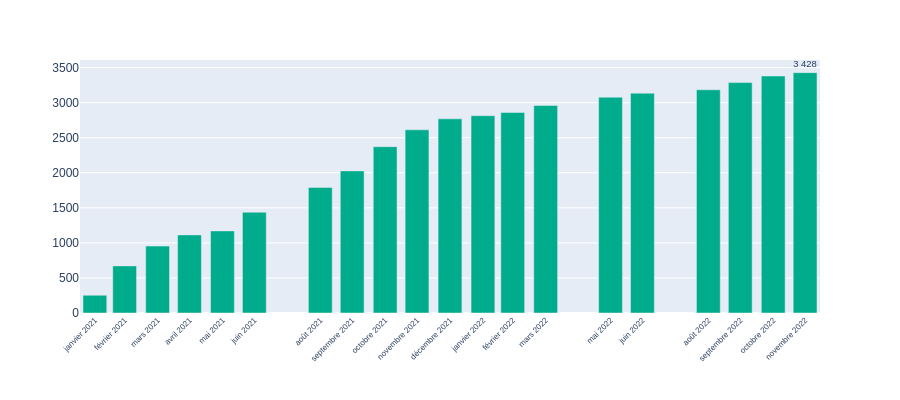 3 428
3500
3000
2500
2000
1500
1000
500
0
janvier 2021
février 2021
mars 2021
avril 2021
mai 2021
juin 2021
août 2021
septembre 2021
octobre 2021
novembre 2021
décembre 2021
janvier 2022
février 2022
mars 2022
mai 2022
juin 2022
août 2022
septembre 2022
octobre 2022
novembre 2022